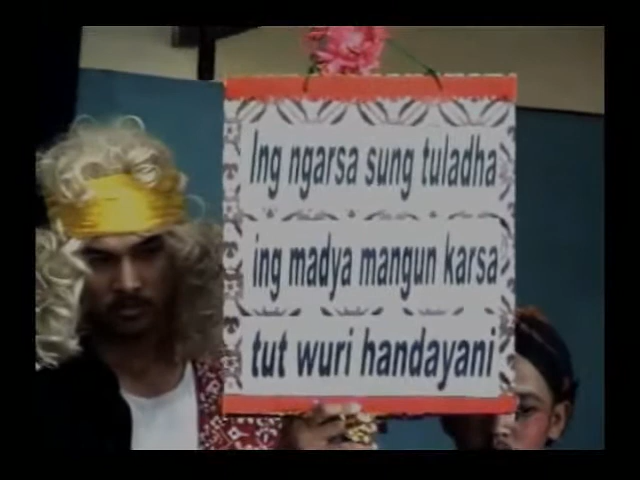 Ing ngarsa sung tuladha
ing madya mangun karsa
tut wuri handayani